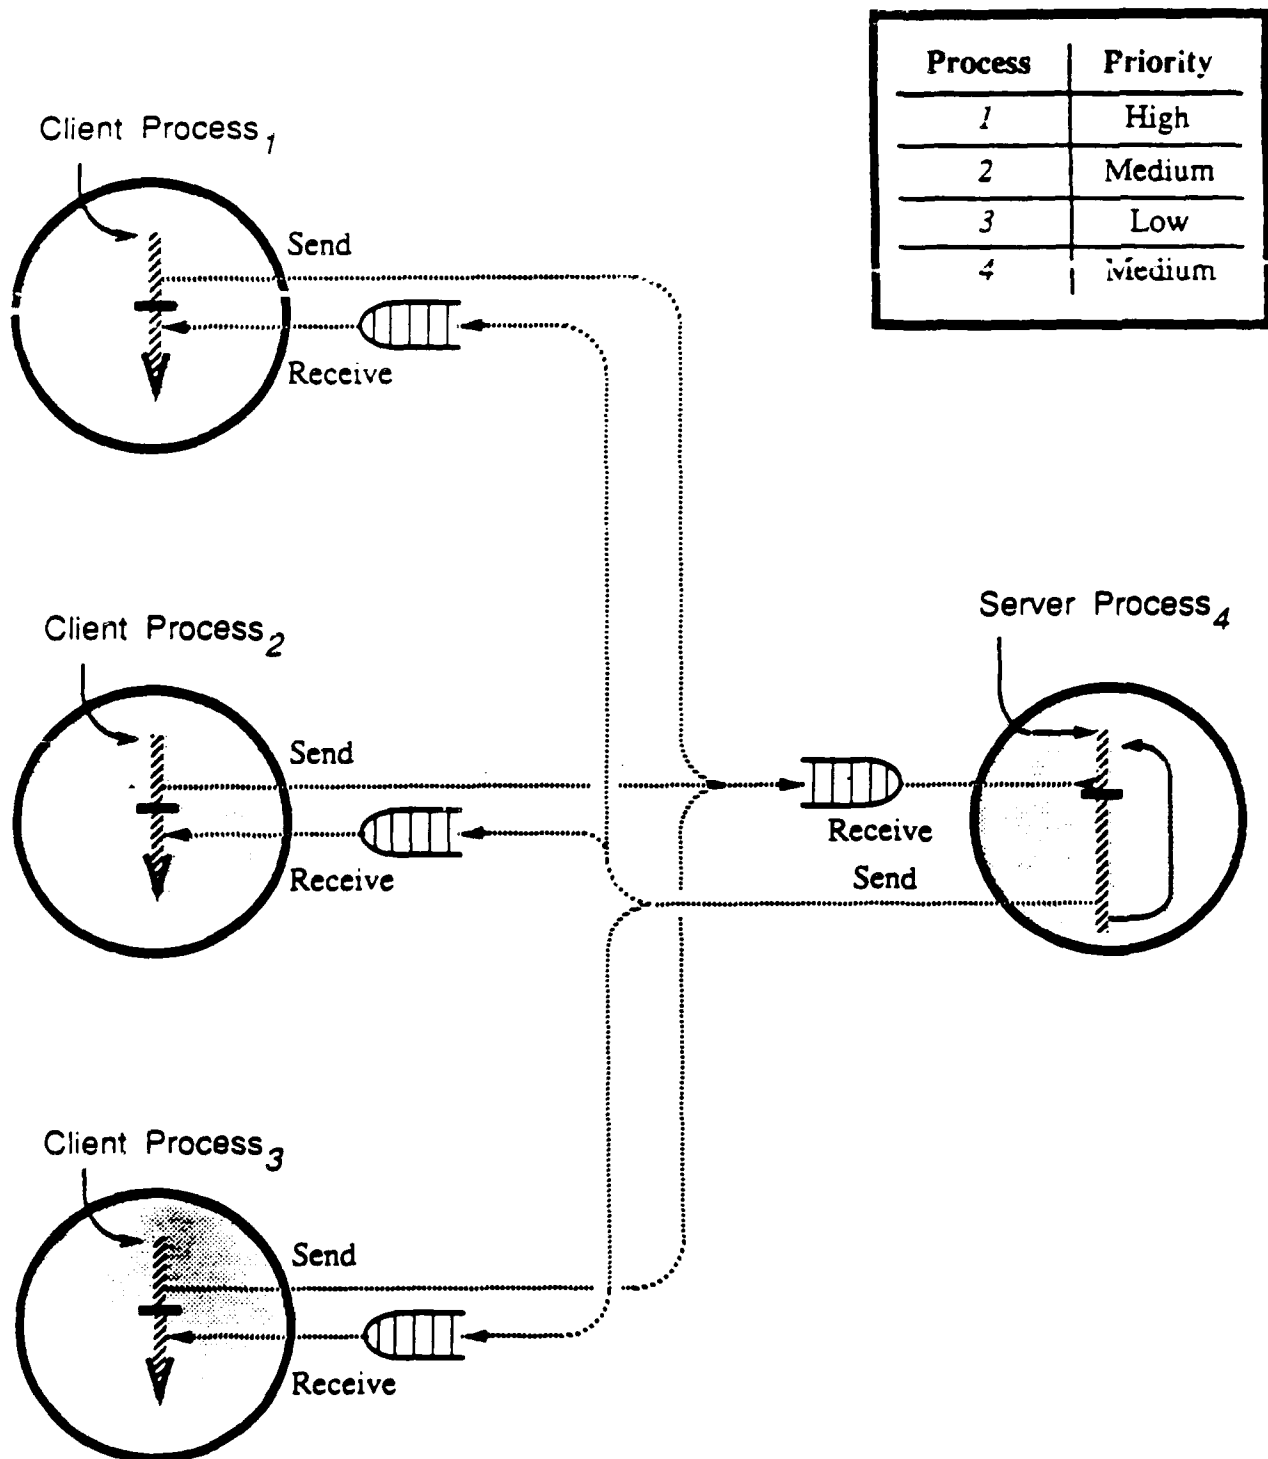 Process Priority
1 High
2 Medium
3 Low
4 Medium
Client Process1
Send
Receive
Client Process2
Send
Receive
Server Process4
Receive
Send
Client Process3
Send
Receive